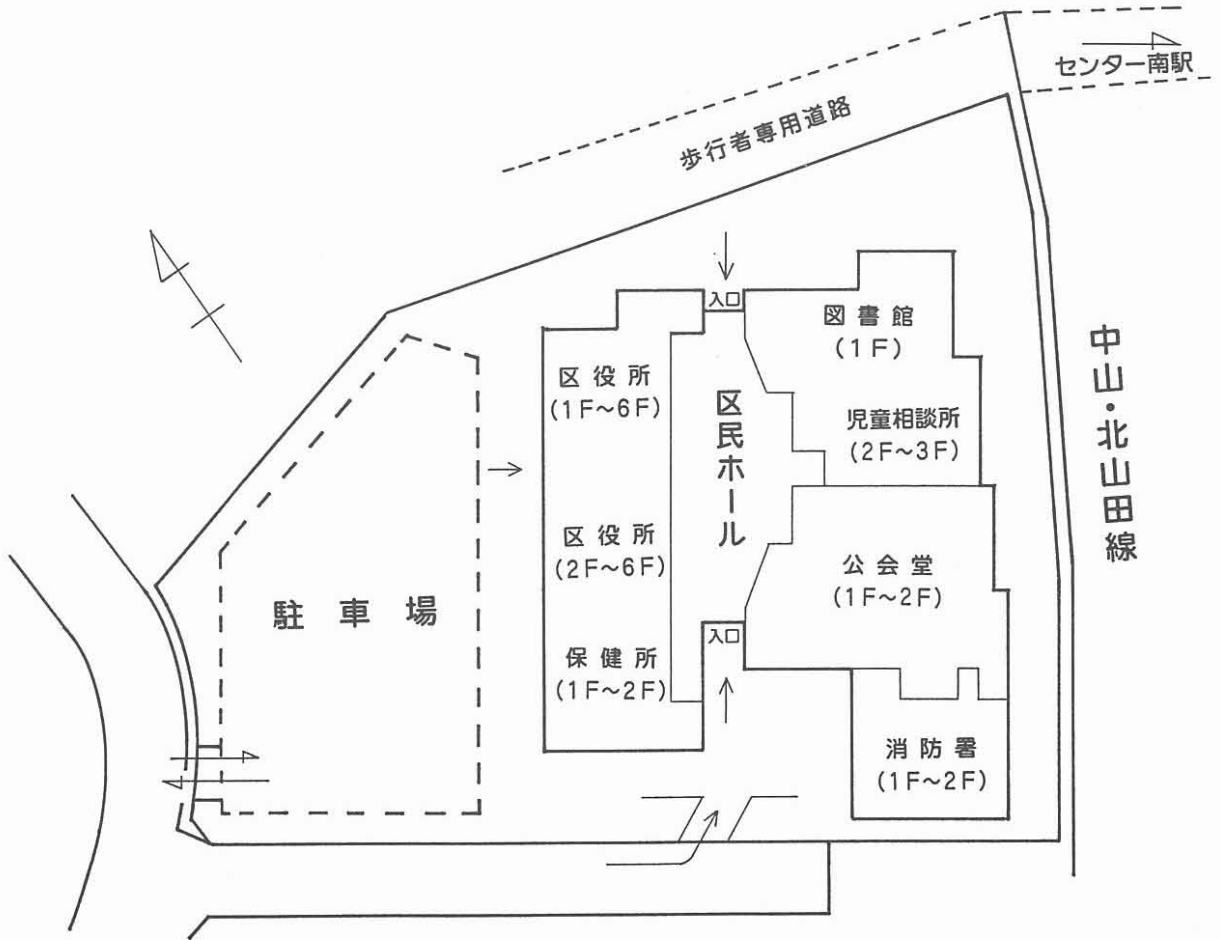 センター南駅
歩行者専用道路
入口
図書館
(1F)
区役所
(1F〜6F)
区民ホール
児童相談所
(2F〜3F)
中山・北山田線
区役所
(2F〜6F)
公会堂
(1F〜2F)
駐車場
入口
保健所
(1F〜2F)
消防署
(1F〜2F)